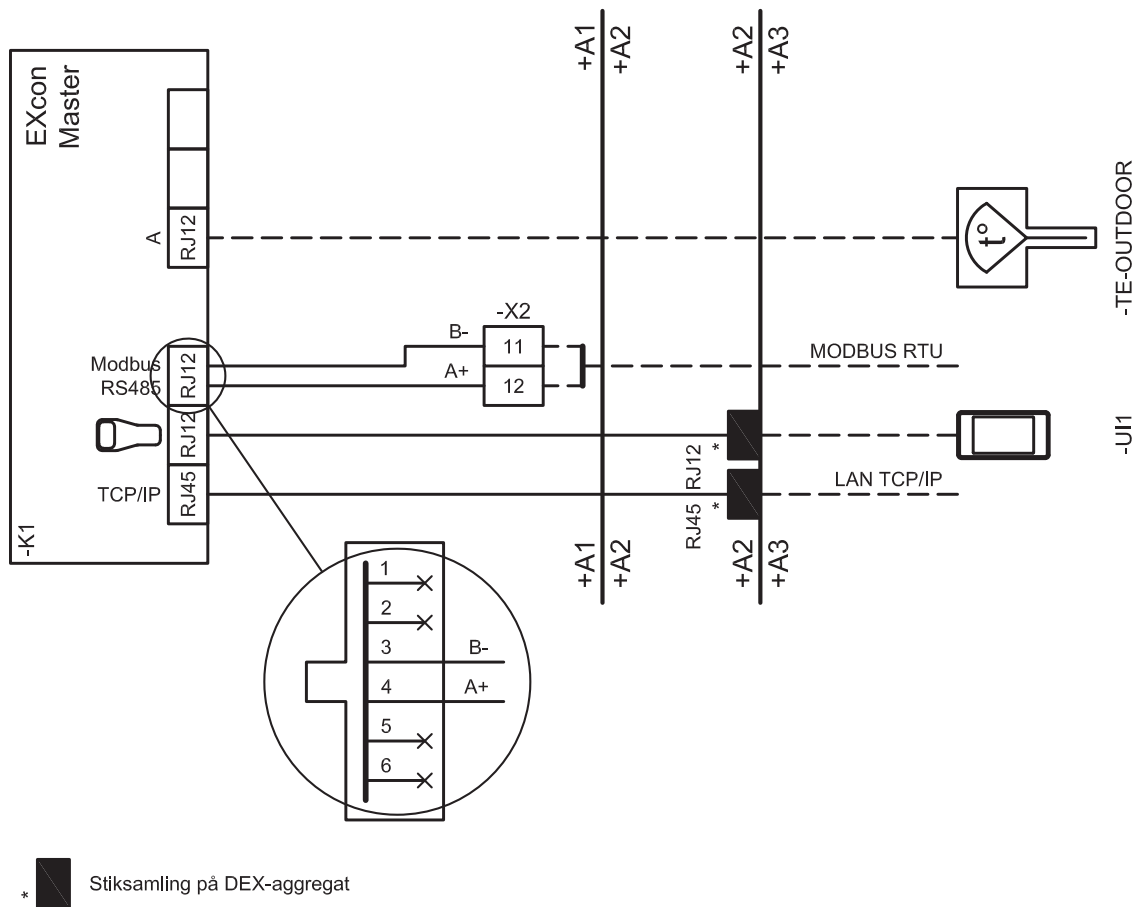 EXcon
Master
A
RJ12
Modbus
RS485
RJ12
RJ12
TCP/IP
RJ45
-K1
-X2
B-
11
A+
12
+A1
+A2
+A2
+A3
MODBUS RTU
* RJ12
* RJ45
LAN TCP/IP
+A1
+A2
+A2
+A3
t°
-TE-OUTDOOR
-UI1
1
2
3 B-
4 A+
5
6
* Stiksamling på DEX-aggregat